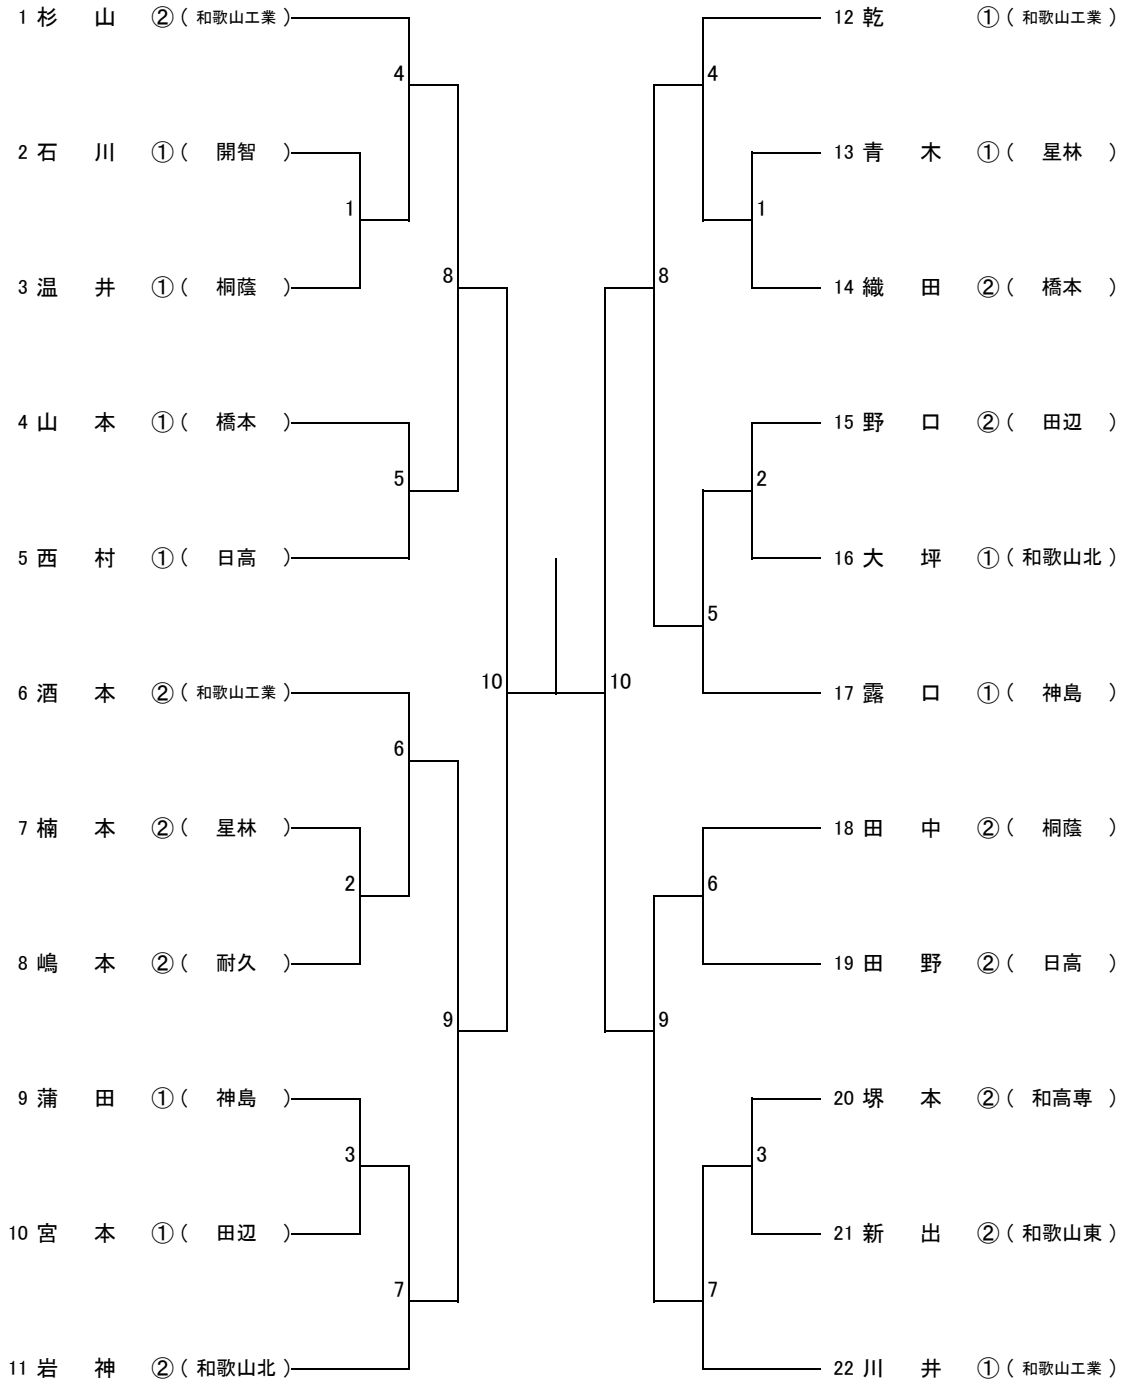 1 杉 山 ②( 和歌山工業 )
4
2 石 川 ①( 開智 )
1
3 温 井 ①( 桐蔭 )
8
4 山 本 ①( 橋本 )
5
5 西 村 ①( 日高 )
10
6 酒 本 ②( 和歌山工業 )
6
7 楠 本 ②( 星林 )
2
8 嶋 本 ②( 耐久 )
9
9 蒲 田 ①( 神島 )
3
10 宮 本 ①( 田辺 )
7
11 岩 神 ②( 和歌山北 )
12 乾 ①( 和歌山工業 )
4
13 青 木 ①( 星林 )
1
14 織 田 ②( 橋本 )
8
15 野 口 ②( 田辺 )
2
16 大 坪 ①( 和歌山北 )
5
17 露 口 ①( 神島 )
10
18 田 中 ②( 桐蔭 )
6
19 田 野 ②( 日高 )
9
20 堺 本 ②( 和高専 )
3
21 新 出 ②( 和歌山東 )
7
22 川 井 ①( 和歌山工業 )